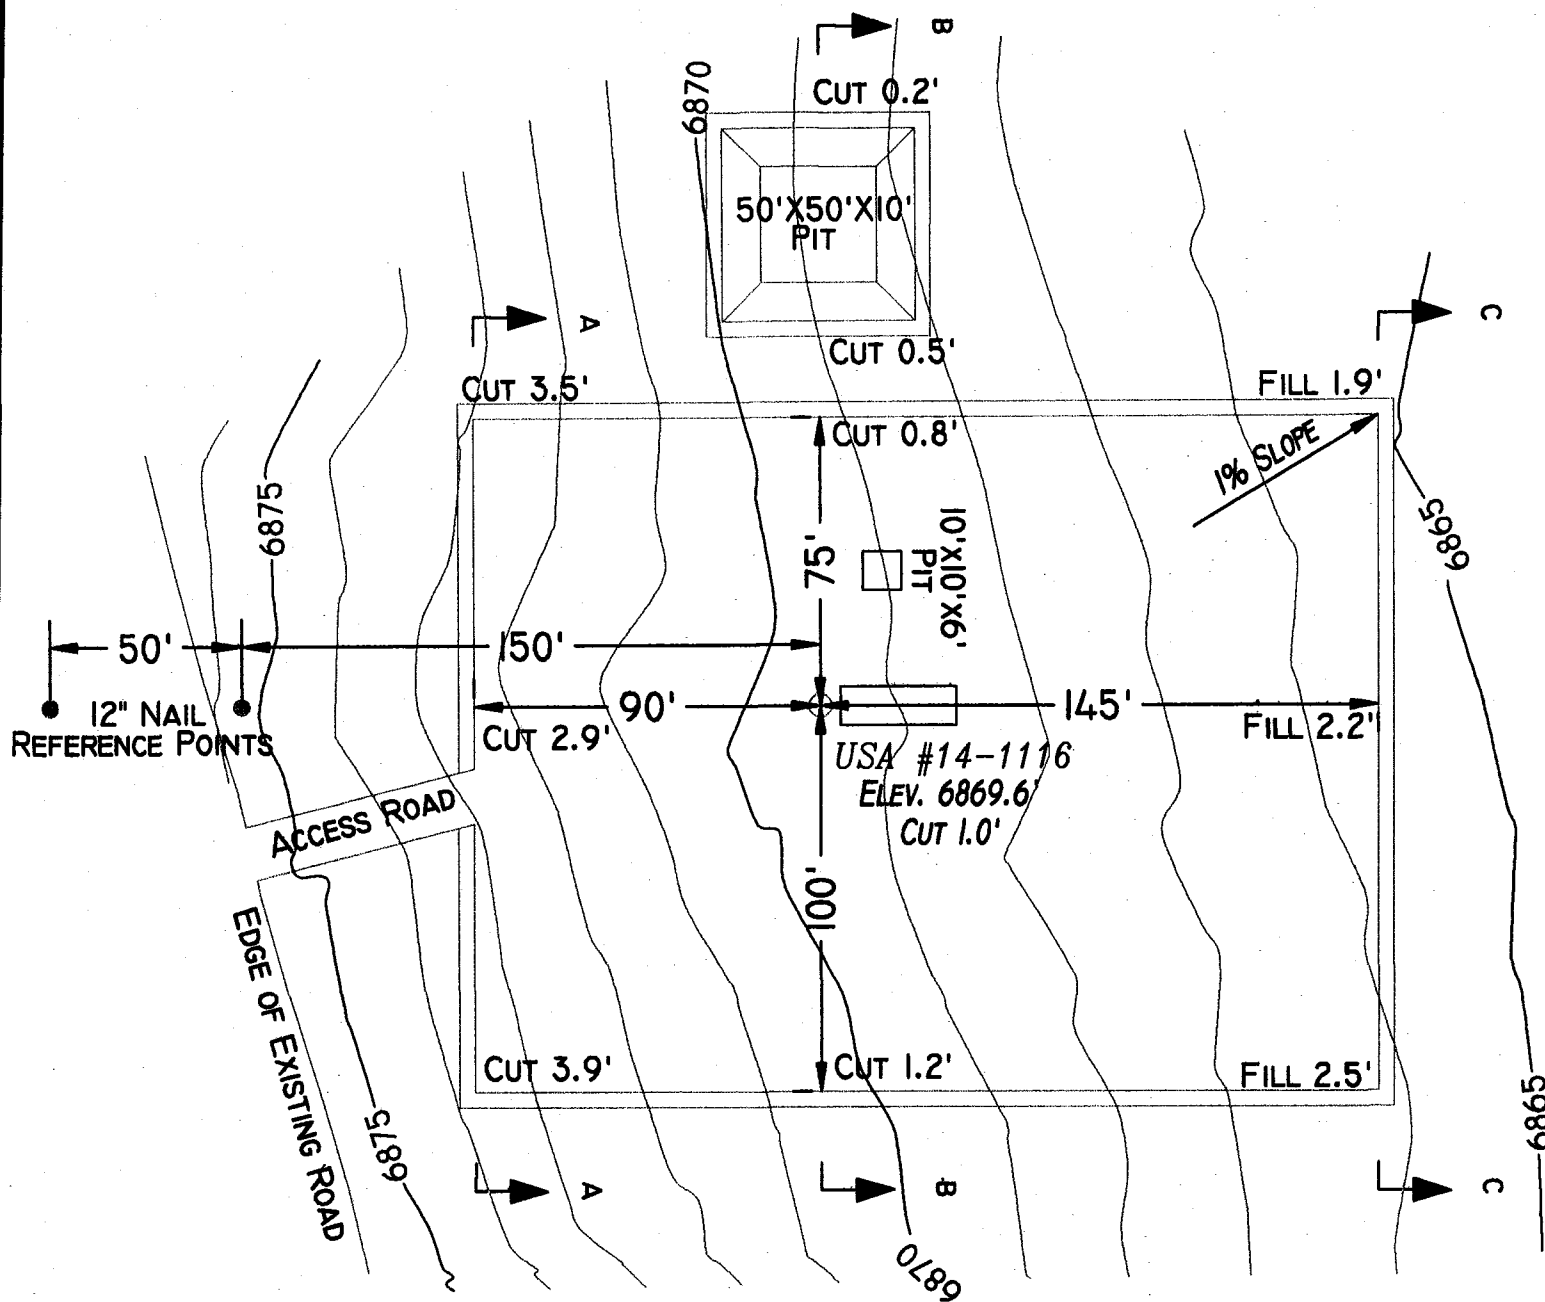 B
6870
CUT 0.2'
50'X50'X10'
PIT
A
C
CUT 0.5'
CUT 3.5'
FILL 1.9'
CUT 0.8'
1% SLOPE
6875
75'
10'X10'X6'
PIT
6865
50'
150'
12" NAIL
REFERENCE POINTS
90'
145'
CUT 2.9'
FILL 2.2'
USA #14-1116
ELEV. 6869.6'
CUT 1.0'
ACCESS ROAD
100'
EDGE OF EXISTING ROAD
CUT 3.9'
CUT 1.2'
FILL 2.5'
6875
6865
A
B
C
6870